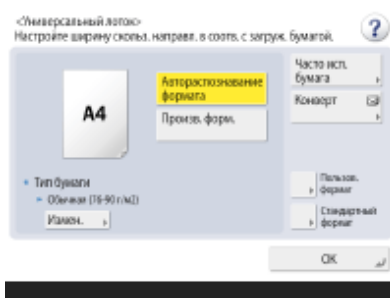 <Универсальный лоток>
Настройте ширину скольз. направл. в соотв. с загруж. бумагой.
?
A4
Автораспознавание
формата
Произв. форм.
Часто исп.
бумага
Конверт
Тип бумаги
Обычная (76-90 г/м2)
Измен.
Пользов.
формат
Стандартный
формат
OK